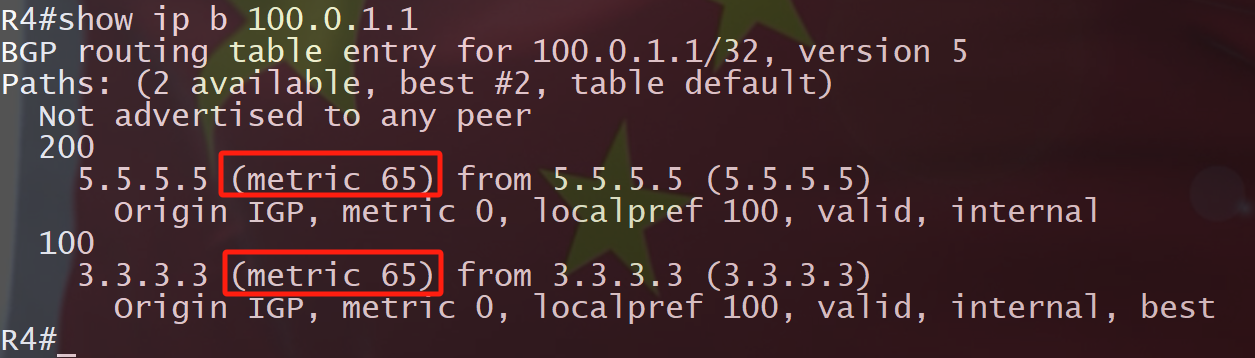 R4#show ip b 100.0.1.1
BGP routing table entry for 100.0.1.1/32, version 5
Paths: (2 available, best #2, table default)
  Not advertised to any peer
  200
    5.5.5.5 (metric 65) from 5.5.5.5 (5.5.5.5)
      Origin IGP, metric 0, localpref 100, valid, internal
  100
    3.3.3.3 (metric 65) from 3.3.3.3 (3.3.3.3)
      Origin IGP, metric 0, localpref 100, valid, internal, best
R4#_